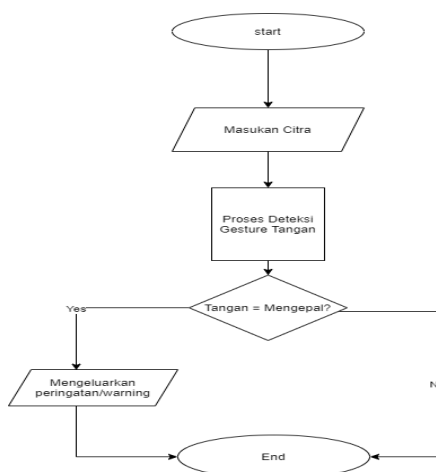 start
Masukan Citra
Proses Deteksi
Gesture Tangan
Tangan = Mengepal?
Yes
Mengeluarkan
peringatan/warning
End